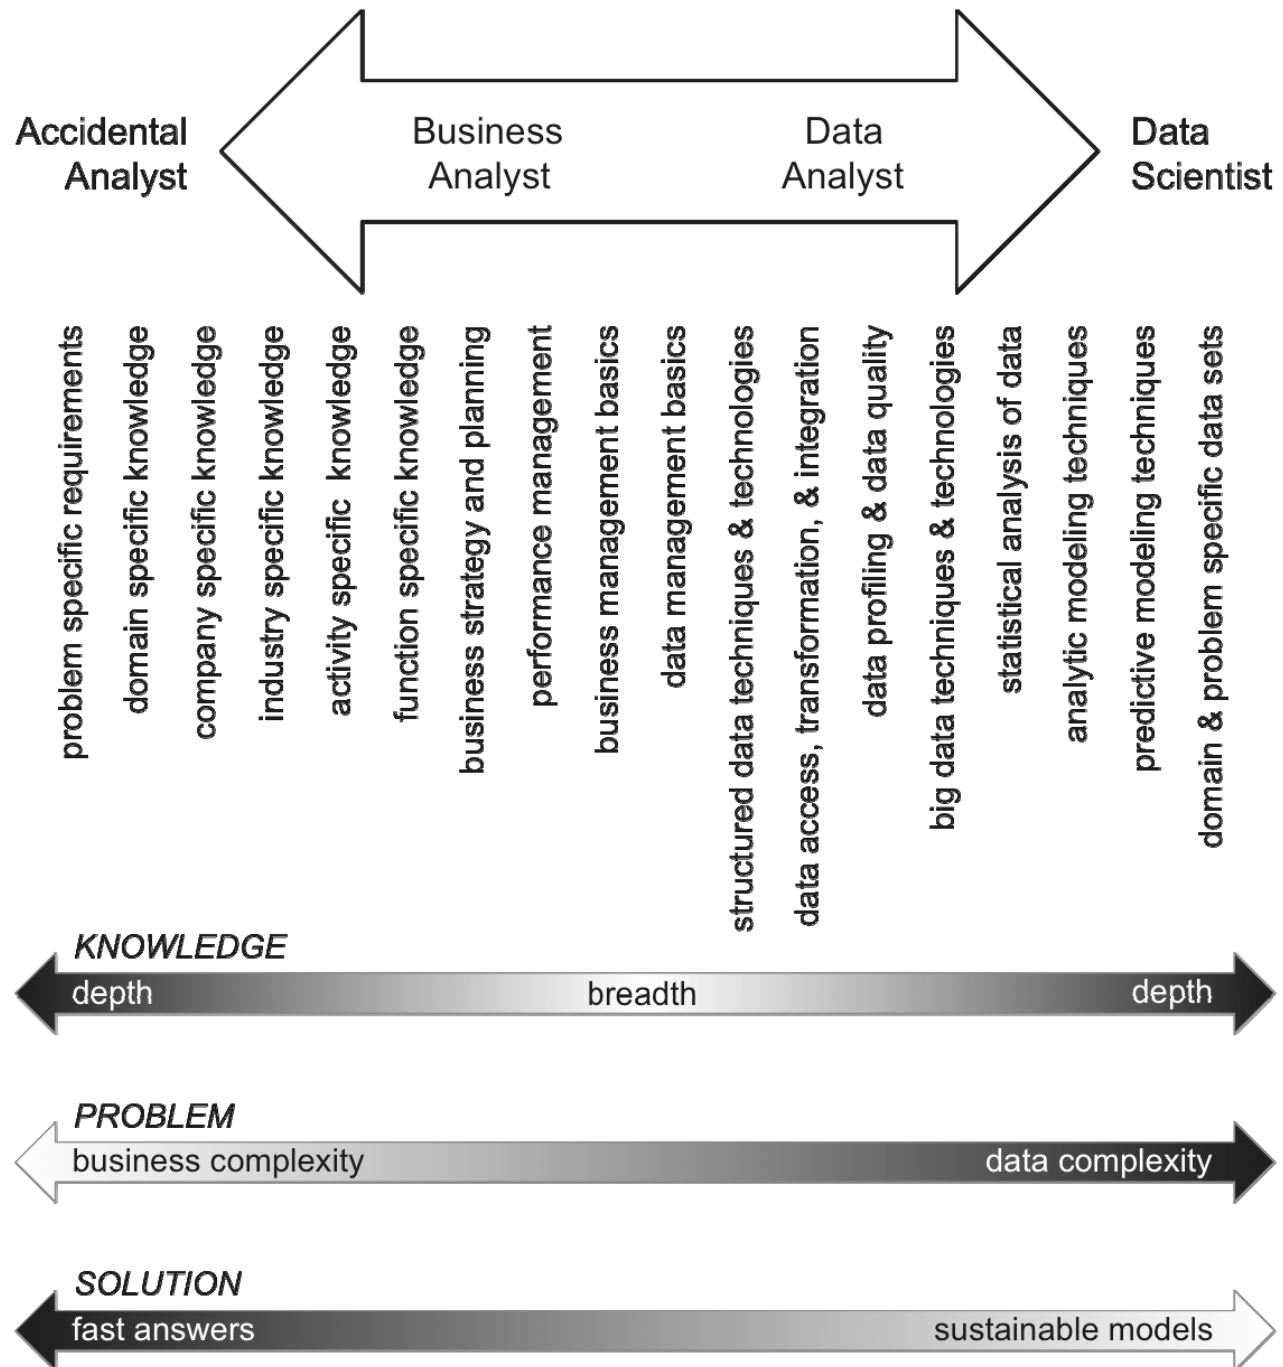 Accidental
Analyst
Business
Analyst
Data
Analyst
Data
Scientist
problem specific requirements
domain specific knowledge
company specific knowledge
industry specific knowledge
activity specific knowledge
function specific knowledge
business strategy and planning
performance management
business management basics
data management basics
structured data techniques & technologies
data access, transformation, & integration
data profiling & data quality
big data techniques & technologies
statistical analysis of data
analytic modeling techniques
predictive modeling techniques
domain & problem specific data sets
KNOWLEDGE
depth breadth depth
PROBLEM
business complexity data complexity
SOLUTION
fast answers sustainable models